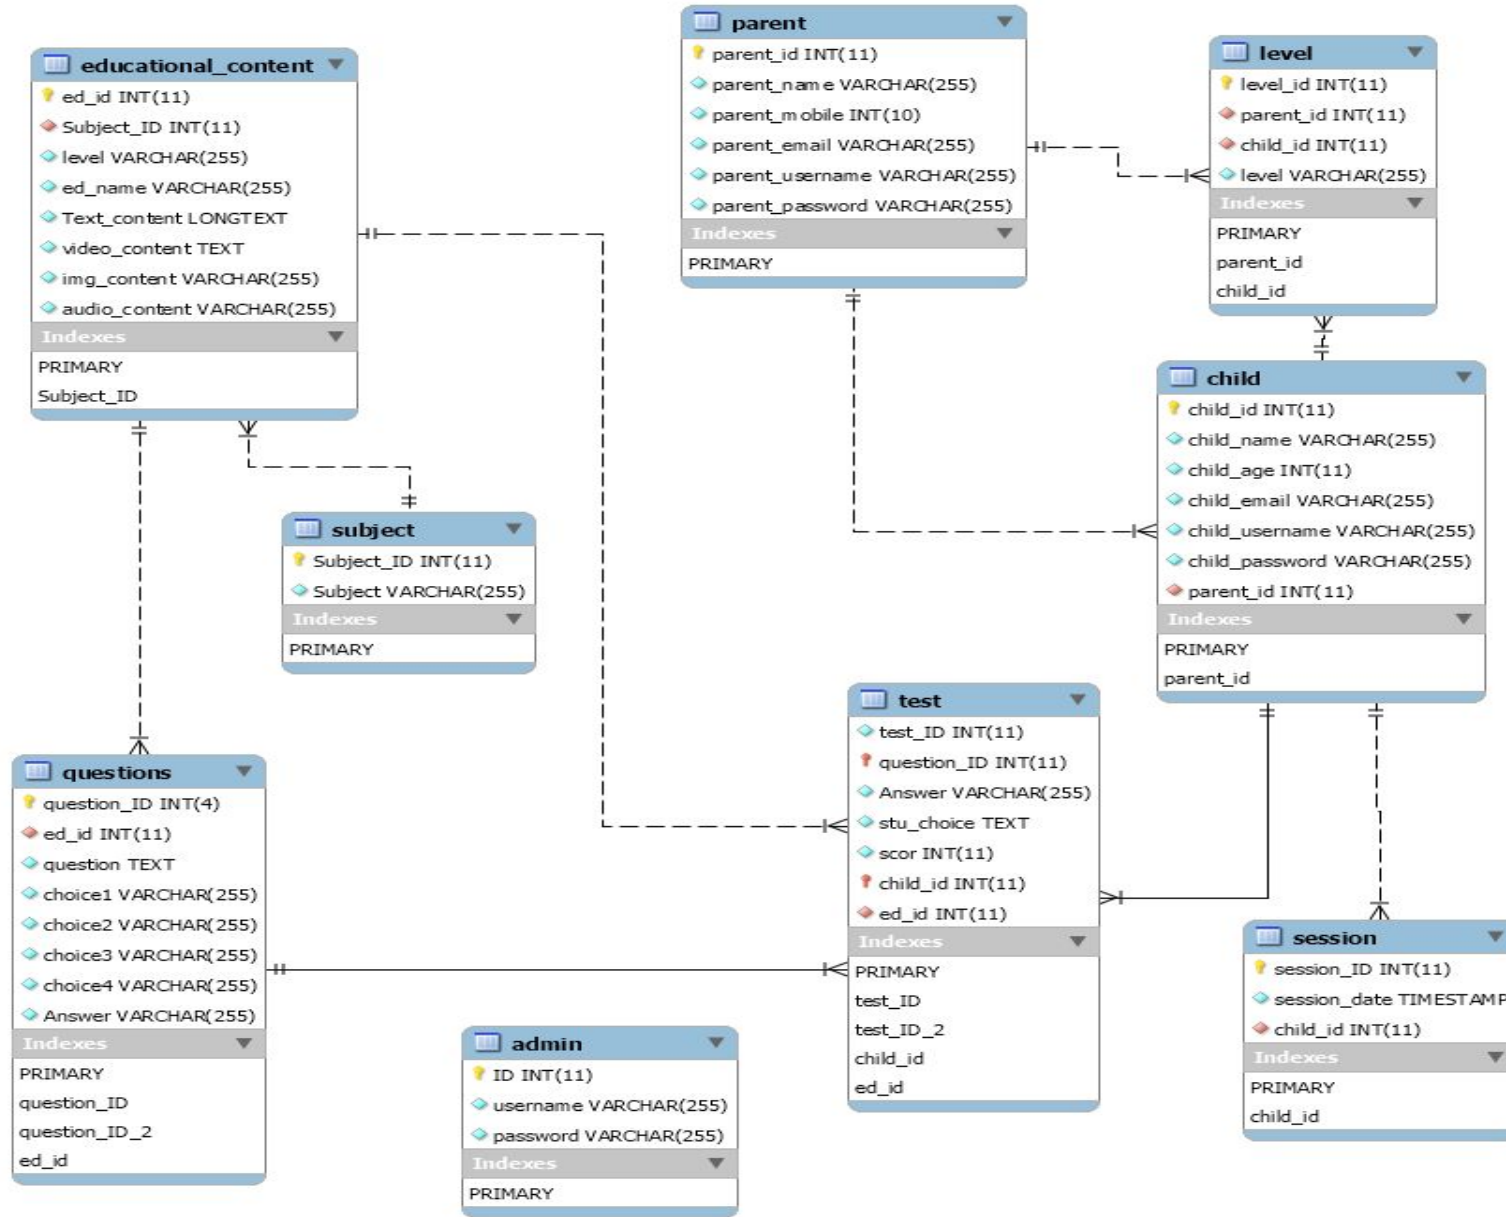 educational_content
ed_id INT(11)
Subject_ID INT(11)
level VARCHAR(255)
ed_name VARCHAR(255)
Text_content LONGTEXT
video_content TEXT
img_content VARCHAR(255)
audio_content VARCHAR(255)
Indexes
PRIMARY
Subject_ID
parent
parent_id INT(11)
parent_name VARCHAR(255)
parent_mobile INT(10)
parent_email VARCHAR(255)
parent_username VARCHAR(255)
parent_password VARCHAR(255)
Indexes
PRIMARY
level
level_id INT(11)
parent_id INT(11)
child_id INT(11)
level VARCHAR(255)
Indexes
PRIMARY
parent_id
child_id
child
child_id INT(11)
child_name VARCHAR(255)
child_age INT(11)
child_email VARCHAR(255)
child_username VARCHAR(255)
child_password VARCHAR(255)
parent_id INT(11)
Indexes
PRIMARY
parent_id
subject
Subject_ID INT(11)
Subject VARCHAR(255)
Indexes
PRIMARY
questions
question_ID INT(4)
ed_id INT(11)
question TEXT
choice1 VARCHAR(255)
choice2 VARCHAR(255)
choice3 VARCHAR(255)
choice4 VARCHAR(255)
Answer VARCHAR(255)
Indexes
PRIMARY
question_ID
question_ID_2
ed_id
test
test_ID INT(11)
question_ID INT(11)
Answer VARCHAR(255)
stu_choice TEXT
scor INT(11)
child_id INT(11)
ed_id INT(11)
Indexes
PRIMARY
test_ID
test_ID_2
child_id
ed_id
admin
ID INT(11)
username VARCHAR(255)
password VARCHAR(255)
Indexes
PRIMARY
session
session_ID INT(11)
session_date TIMESTAMP
child_id INT(11)
Indexes
PRIMARY
child_id